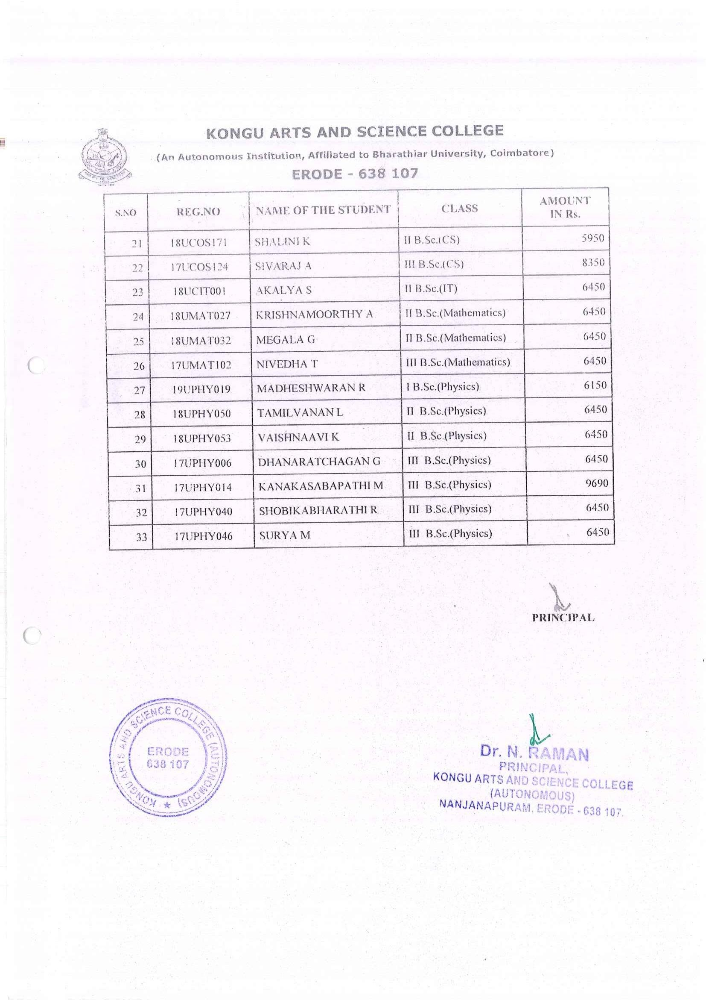 KONGU ARTS AND SCIENCE COLLEGE
(An Autonomous Institution, Affiliated to Bharathiar University, Coimbatore)
ERODE - 638 107
S.NO REG.NO NAME OF THE STUDENT CLASS AMOUNT IN Rs.
21 18UCOS171 SHALINI K II B.Sc.(CS) 5950
22 17UCOS124 SIVARAJ A III B.Sc.(CS) 8350
23 18UCIT001 AKALYA S II B.Sc.(IT) 6450
24 18UMAT027 KRISHNAMOORTHY A II B.Sc.(Mathematics) 6450
25 18UMAT032 MEGALA G II B.Sc.(Mathematics) 6450
26 17UMAT102 NIVEDHA T III B.Sc.(Mathematics) 6450
27 19UPHY019 MADHESHWARAN R I B.Sc.(Physics) 6150
28 18UPHY050 TAMILVANAN L II B.Sc.(Physics) 6450
29 18UPHY053 VAISHNAAVI K II B.Sc.(Physics) 6450
30 17UPHY006 DHANARATCHAGAN G III B.Sc.(Physics) 6450
31 17UPHY014 KANAKASABAPATHI M III B.Sc.(Physics) 9690
32 17UPHY040 SHOBIKABHARATHI R III B.Sc.(Physics) 6450
33 17UPHY046 SURYA M III B.Sc.(Physics) 6450
PRINCIPAL
KONGU ARTS AND SCIENCE COLLEGE (AUTONOMOUS) ★
ERODE
638 107
Dr. N. RAMAN
PRINCIPAL,
KONGU ARTS AND SCIENCE COLLEGE
(AUTONOMOUS)
NANJANAPURAM, ERODE - 638 107.